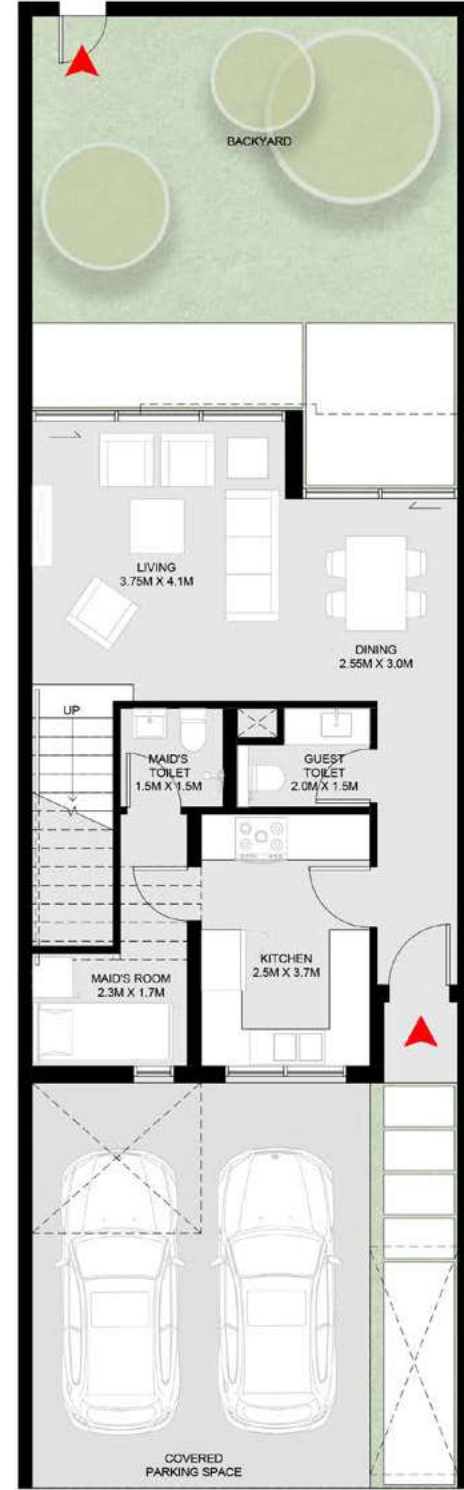 BACKYARD
LIVING
3.75M X 4.1M
DINING
2.55M X 3.0M
UP
MAID'S
TOILET
1.5M X 1.5M
GUEST
TOILET
2.0M X 1.5M
KITCHEN
2.5M X 3.7M
MAID'S ROOM
2.3M X 1.7M
COVERED
PARKING SPACE